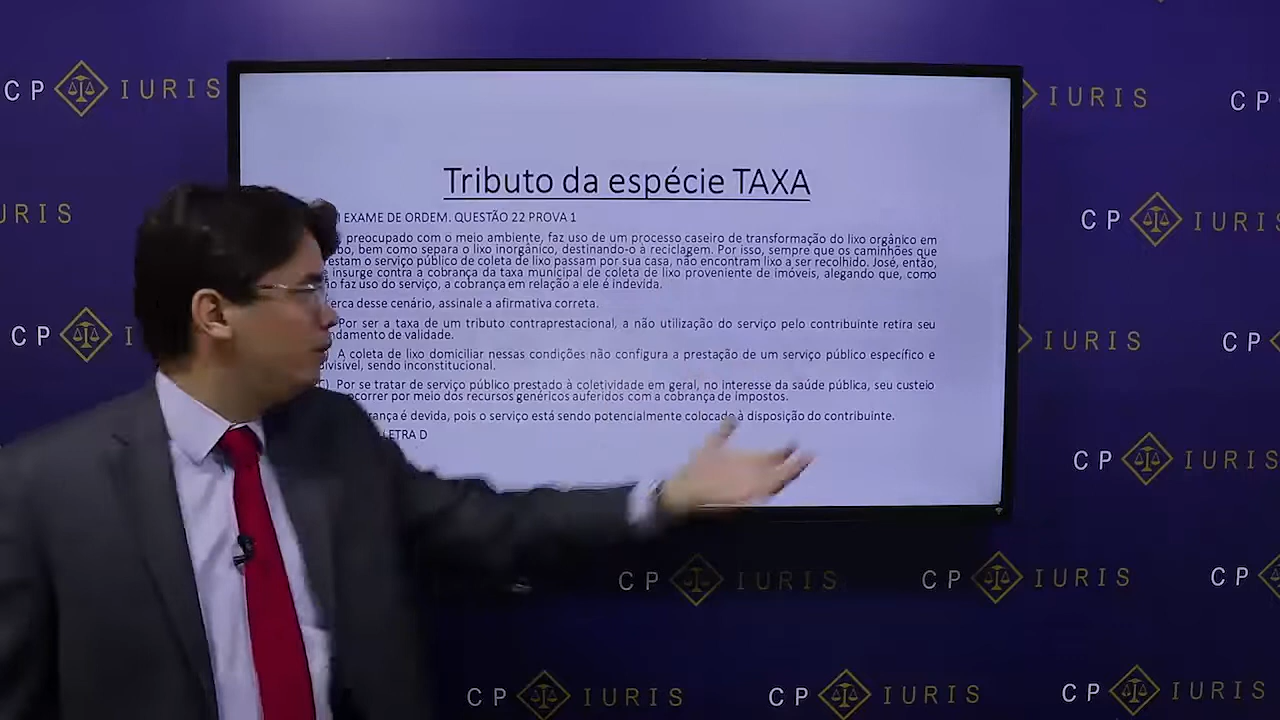 CP IURIS
IURIS
CP
Tributo da espécie TAXA
EXAME DE ORDEM. QUESTÃO 22 PROVA 1
preocupado com o meio ambiente, faz uso de um processo caseiro de transformação do lixo orgânico em
bem como separa o lixo inorgânico, destinando-o à reciclagem. Por isso, sempre que os caminhões que
o serviço público de coleta de lixo passam por sua casa, não encontram lixo a ser recolhido. José, então,
insurge contra a cobrança da taxa municipal de coleta de lixo proveniente de imóveis, alegando que, como
faz uso do serviço, a cobrança em relação a ele é indevida.
desse cenário, assinale a afirmativa correta.
Por ser a taxa de um tributo contraprestacional, a não utilização do serviço pelo contribuinte retira seu
de validade.
A coleta de lixo domiciliar nessas condições não configura a prestação de um serviço público específico e
divisível, sendo inconstitucional.
C) Por se tratar de serviço público prestado à coletividade em geral, no interesse da saúde pública, seu custeio
ocorrer por meio dos recursos genéricos auferidos com a cobrança de impostos.
é devida, pois o serviço está sendo potencialmente colocado à disposição do contribuinte.
LETRA D
CP IURIS
CP
IURIS
CP
CP IURIS
CP IURIS
CP IURIS
CP
CP IURIS
CP IURIS
CP IURIS